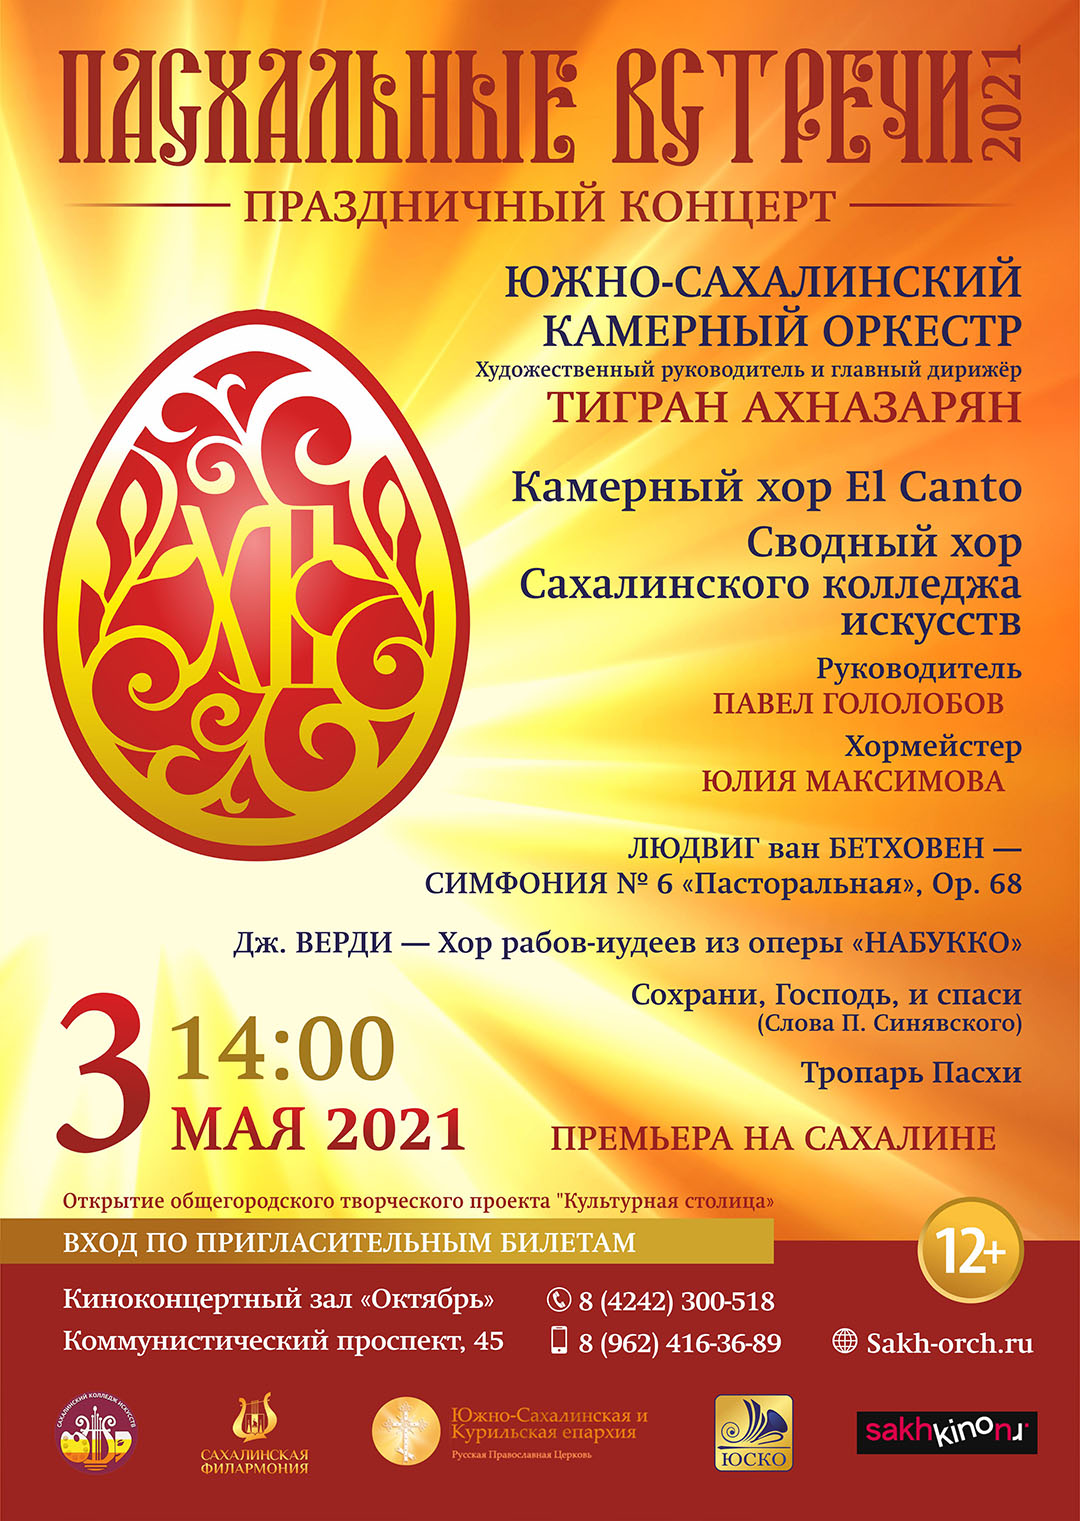 ПАСХАЛЬНЫЕ ВСТРЕЧИ 2021
ПРАЗДНИЧНЫЙ КОНЦЕРТ
ЮЖНО-САХАЛИНСКИЙ
КАМЕРНЫЙ ОРКЕСТР
Художественный руководитель и главный дирижёр
ТИГРАН АХНАЗАРЯН
ХВ
Камерный хор El Canto
Сводный хор
Сахалинского колледжа
искусств
Руководитель
ПАВЕЛ ГОЛОЛОБОВ
Хормейстер
ЮЛИЯ МАКСИМОВА
ЛЮДВИГ ван БЕТХОВЕН —
СИМФОНИЯ № 6 «Пасторальная», Op. 68
Дж. ВЕРДИ — Хор рабов-иудеев из оперы «НАБУККО»
Сохрани, Господь, и спаси
(Слова П. Синявского)
Тропарь Пасхи
ПРЕМЬЕРА НА САХАЛИНЕ
3 14:00
МАЯ 2021
Открытие общегородского творческого проекта "Культурная столица»
ВХОД ПО ПРИГЛАСИТЕЛЬНЫМ БИЛЕТАМ
12+
Киноконцертный зал «Октябрь»
Коммунистический проспект, 45
8 (4242) 300-518
8 (962) 416-36-89
Sakh-orch.ru
САХАЛИНСКИЙ КОЛЛЕДЖ ИСКУССТВ
САХАЛИНСКАЯ
ФИЛАРМОНИЯ
Южно-Сахалинская и
Курильская епархия
Русская Православная Церковь
ЮСКО
sakhkino.ru